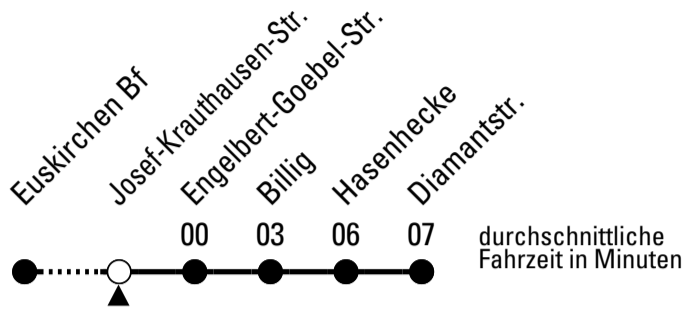 Euskirchen Bf
Josef-Krauthausen-Str.
Engelbert-Goebel-Str.
Billig
Hasenhecke
Diamantstr.
00 03 06 07
durchschnittliche
Fahrzeit in Minuten